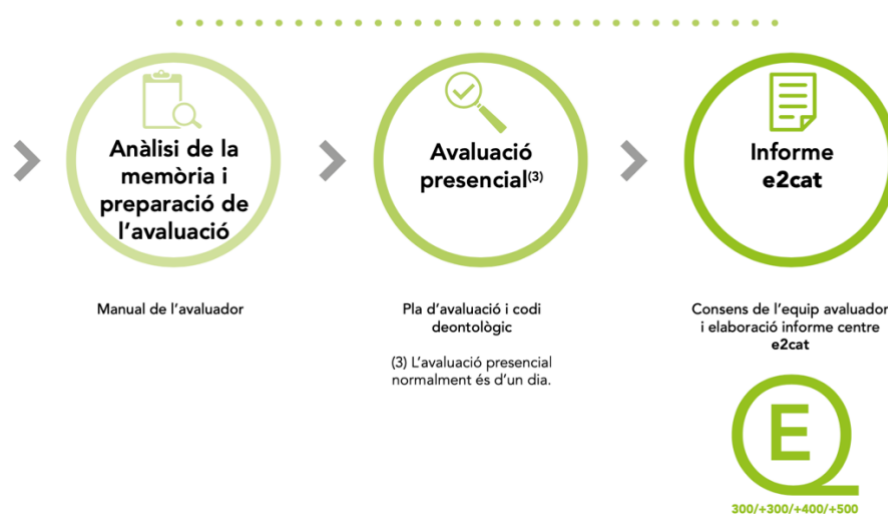 Anàlisi de la
memòria i
preparació de
l'avaluació
Manual de l'avaluador
Avaluació
presencial(3)
Pla d'avaluació i codi
deontològic
(3) L'avaluació presencial
normalment és d'un dia.
Informe
e2cat
Consens de l'equip avaluador
i elaboració informe centre
e2cat
E
300/+300/+400/+500